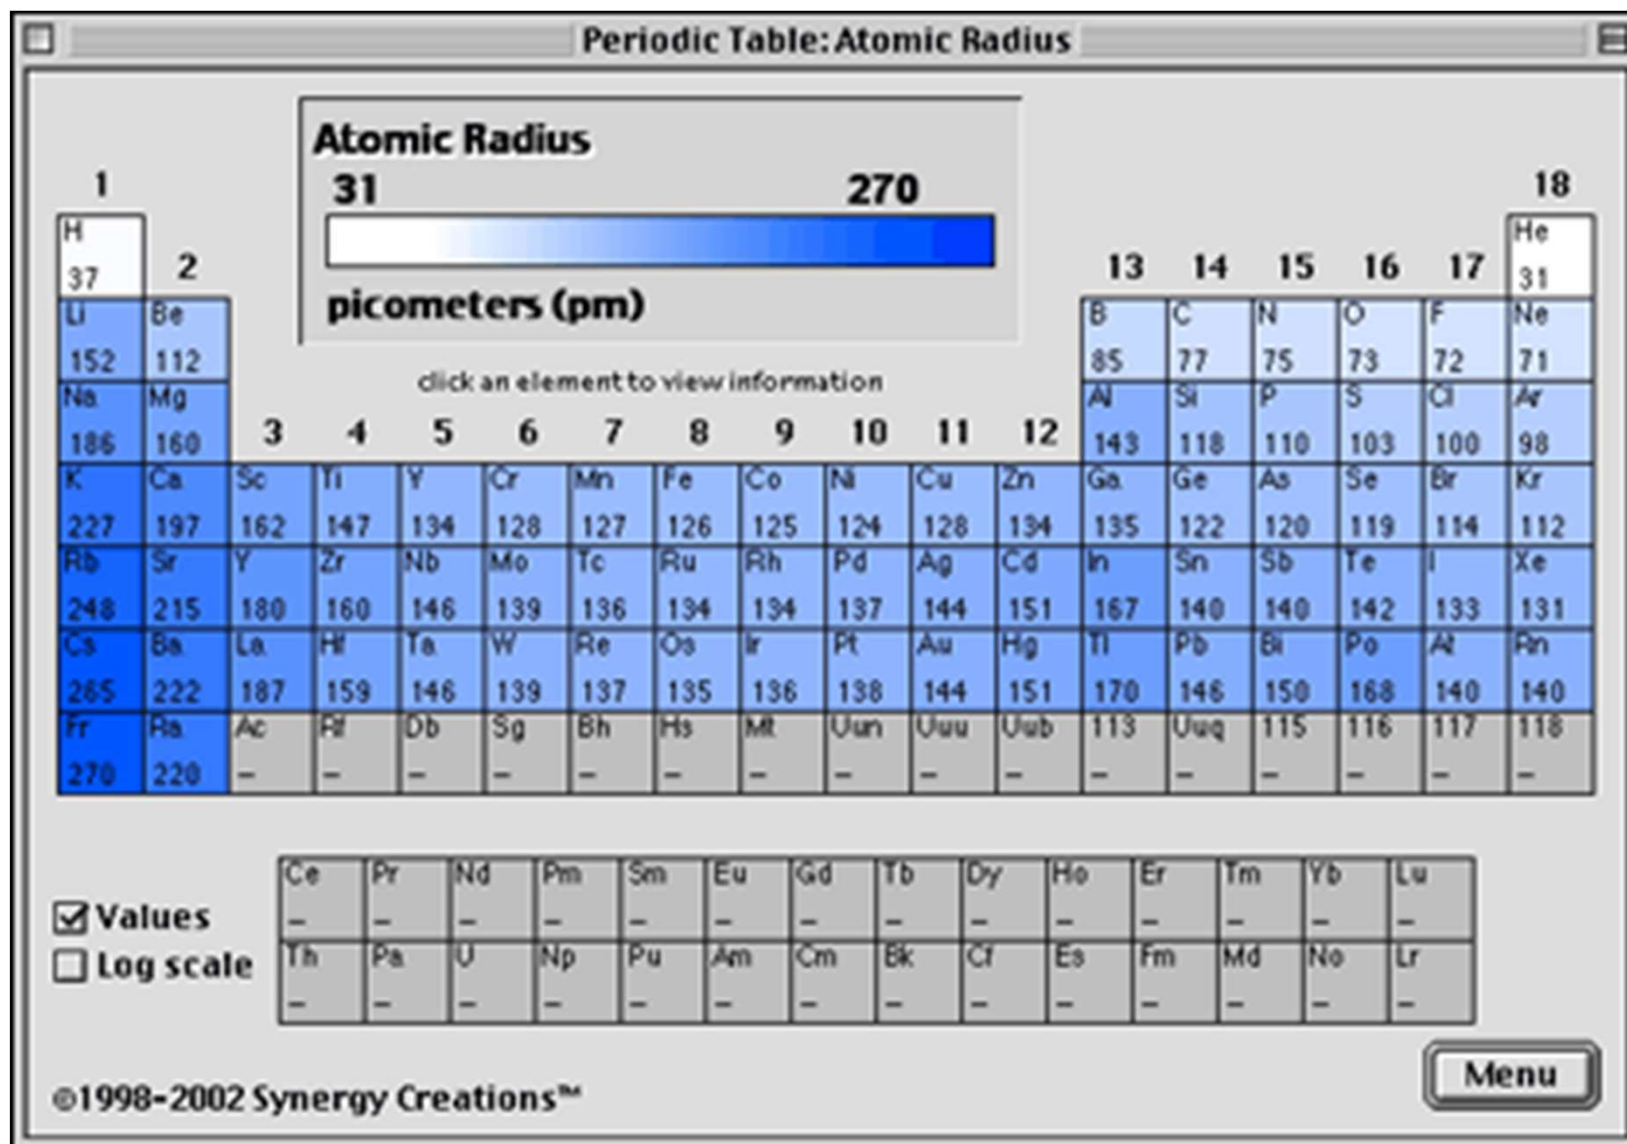 Periodic Table: Atomic Radius
Atomic Radius
31 270
picometers (pm)
click an element to view information
1 18
H He
2 13 14 15 16 17
37 31
Li Be B C N O F Ne
152 112 85 77 75 73 72 71
Na Mg Al Si P S Cl Ar
3 4 5 6 7 8 9 10 11 12
186 160 143 118 110 103 100 98
K Ca Sc Ti Y Cr Mn Fe Co Ni Cu Zn Ga Ge As Se Br Kr
227 197 162 147 134 128 127 126 125 124 128 134 135 122 120 119 114 112
Rb Sr Y Zr Nb Mo Tc Ru Rh Pd Ag Cd In Sn Sb Te I Xe
248 215 180 160 146 139 136 134 134 137 144 151 167 140 140 142 133 131
Cs Ba La Hf Ta W Re Os Ir Pt Au Hg Tl Pb Bi Po At Rn
265 222 187 159 146 139 137 135 136 138 144 151 170 146 150 168 140 140
Fr Ra Ac Rf Db Sg Bh Hs Mt Uun Uuu Uub 113 Uuq 115 116 117 118
270 220 – – – – – – – – – – – – – – – –
Ce Pr Nd Pm Sm Eu Gd Tb Dy Ho Er Tm Yb Lu
– – – – – – – – – – – – – –
Values
Th Pa U Np Pu Am Cm Bk Cf Es Fm Md No Lr
– – – – – – – – – – – – – –
Log scale
Menu
©1998-2002 Synergy Creations™